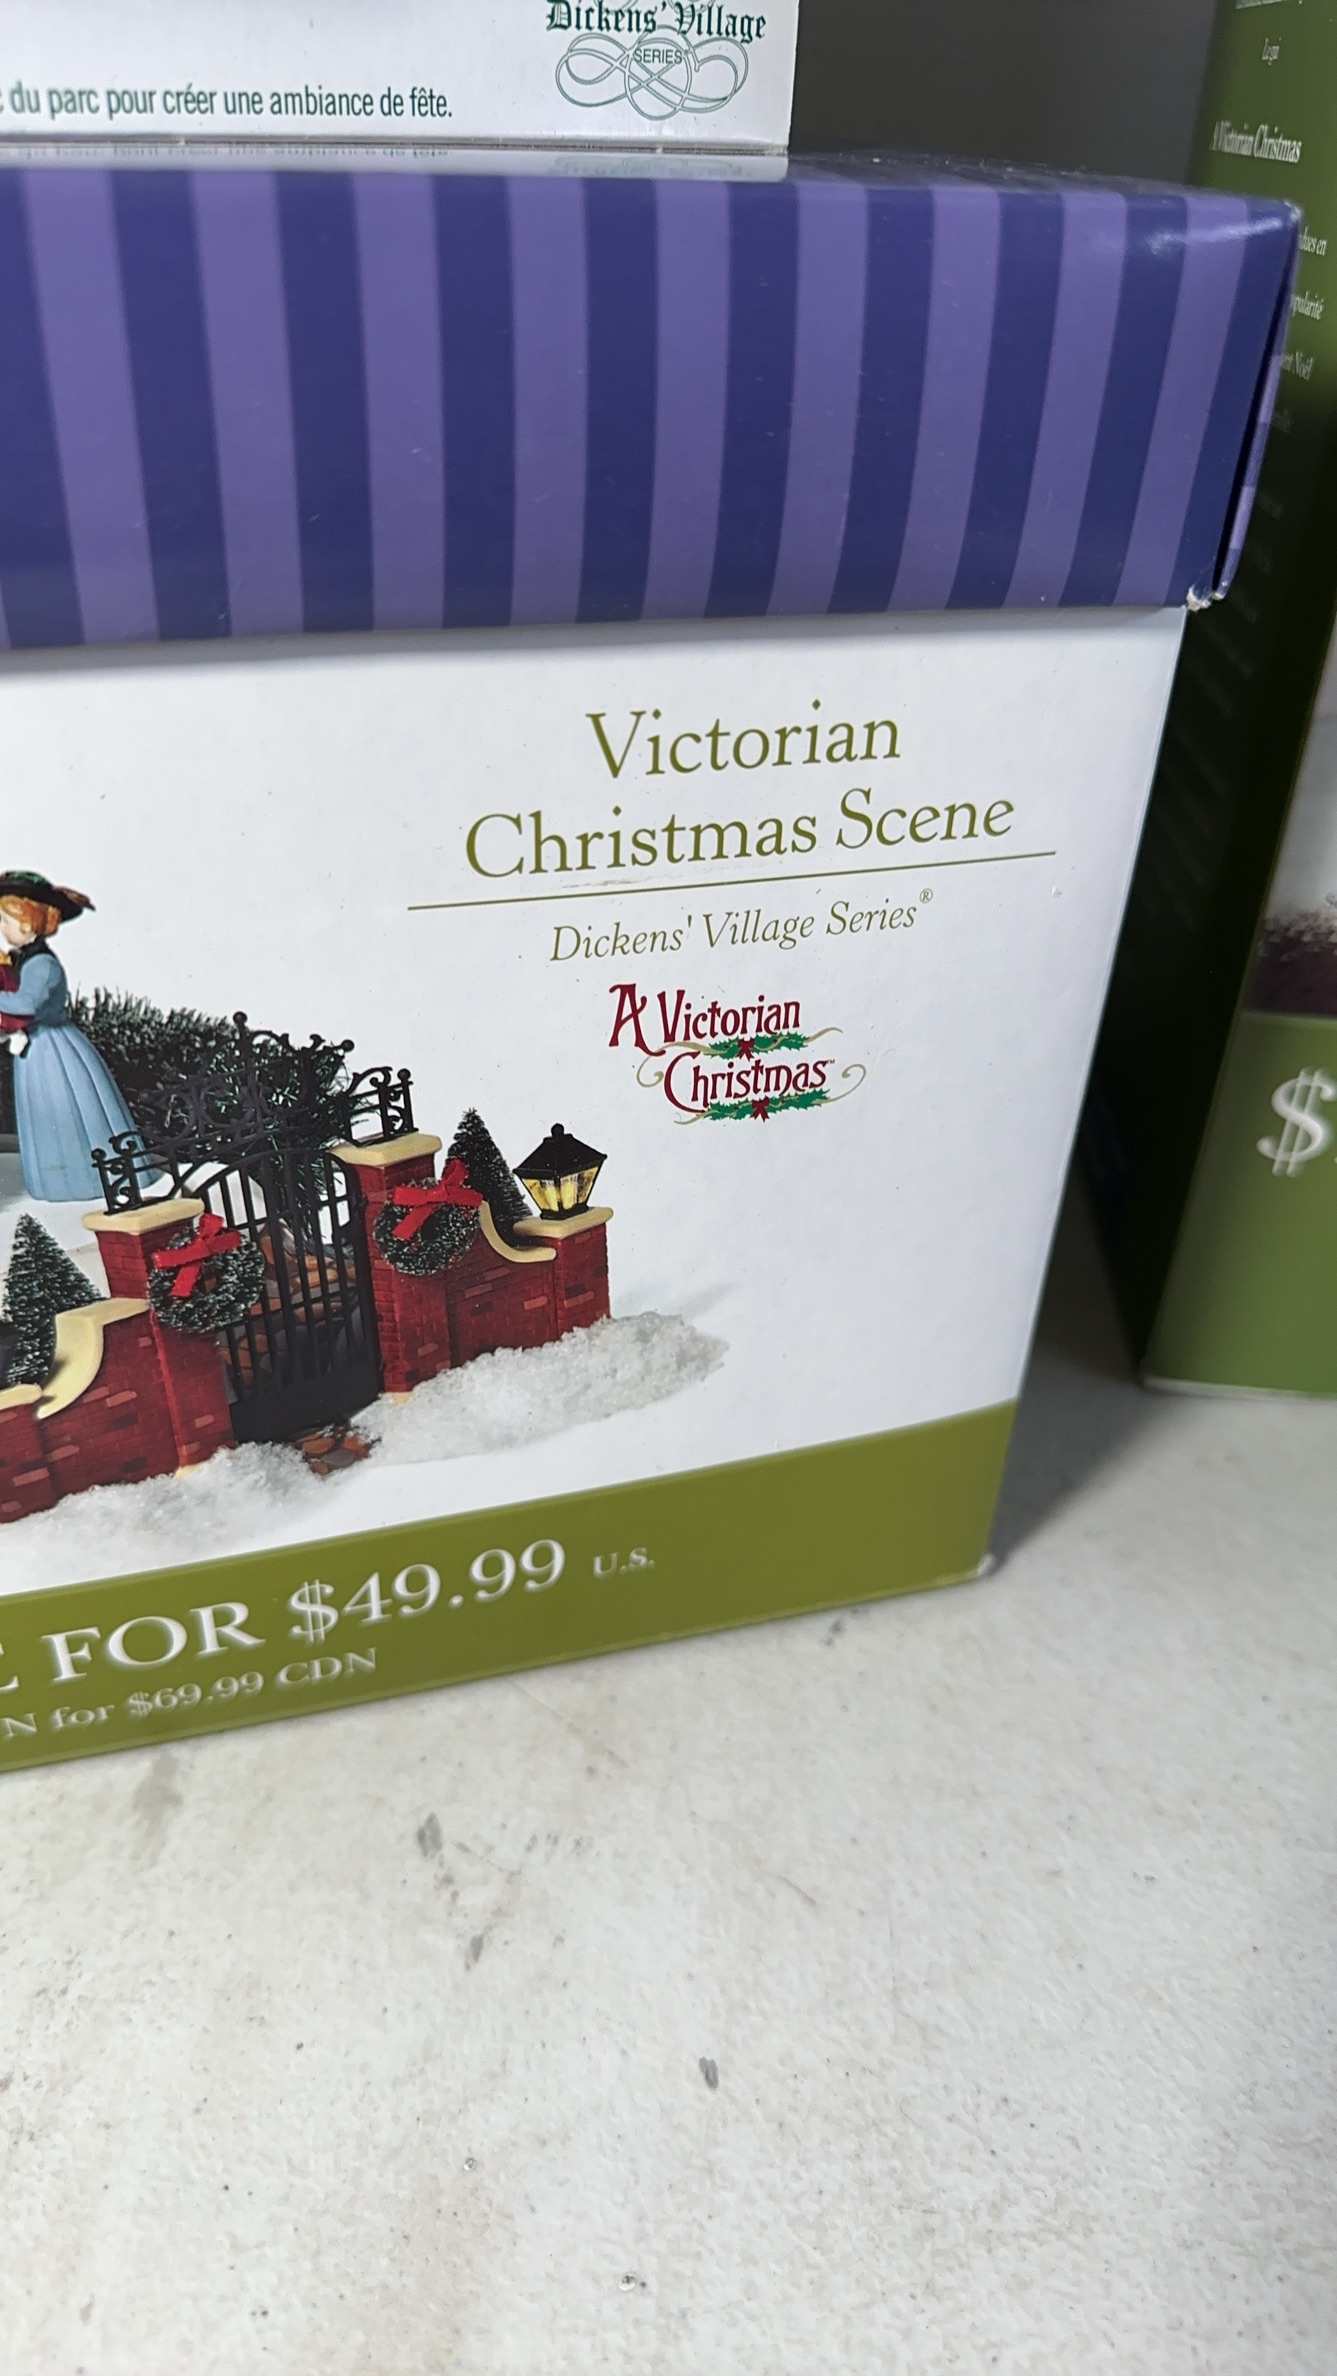 Dickens' Village
SERIES
du parc pour créer une ambiance de fête.
A Victorian Christmas
Victorian
Christmas Scene
Dickens' Village Series®
A Victorian
Christmas™
FOR $49.99 U.S.
for $69.99 CDN
$